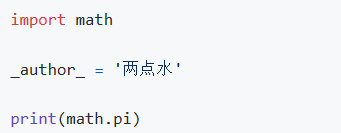 import math
_author_ = '两点水'
print(math.pi)